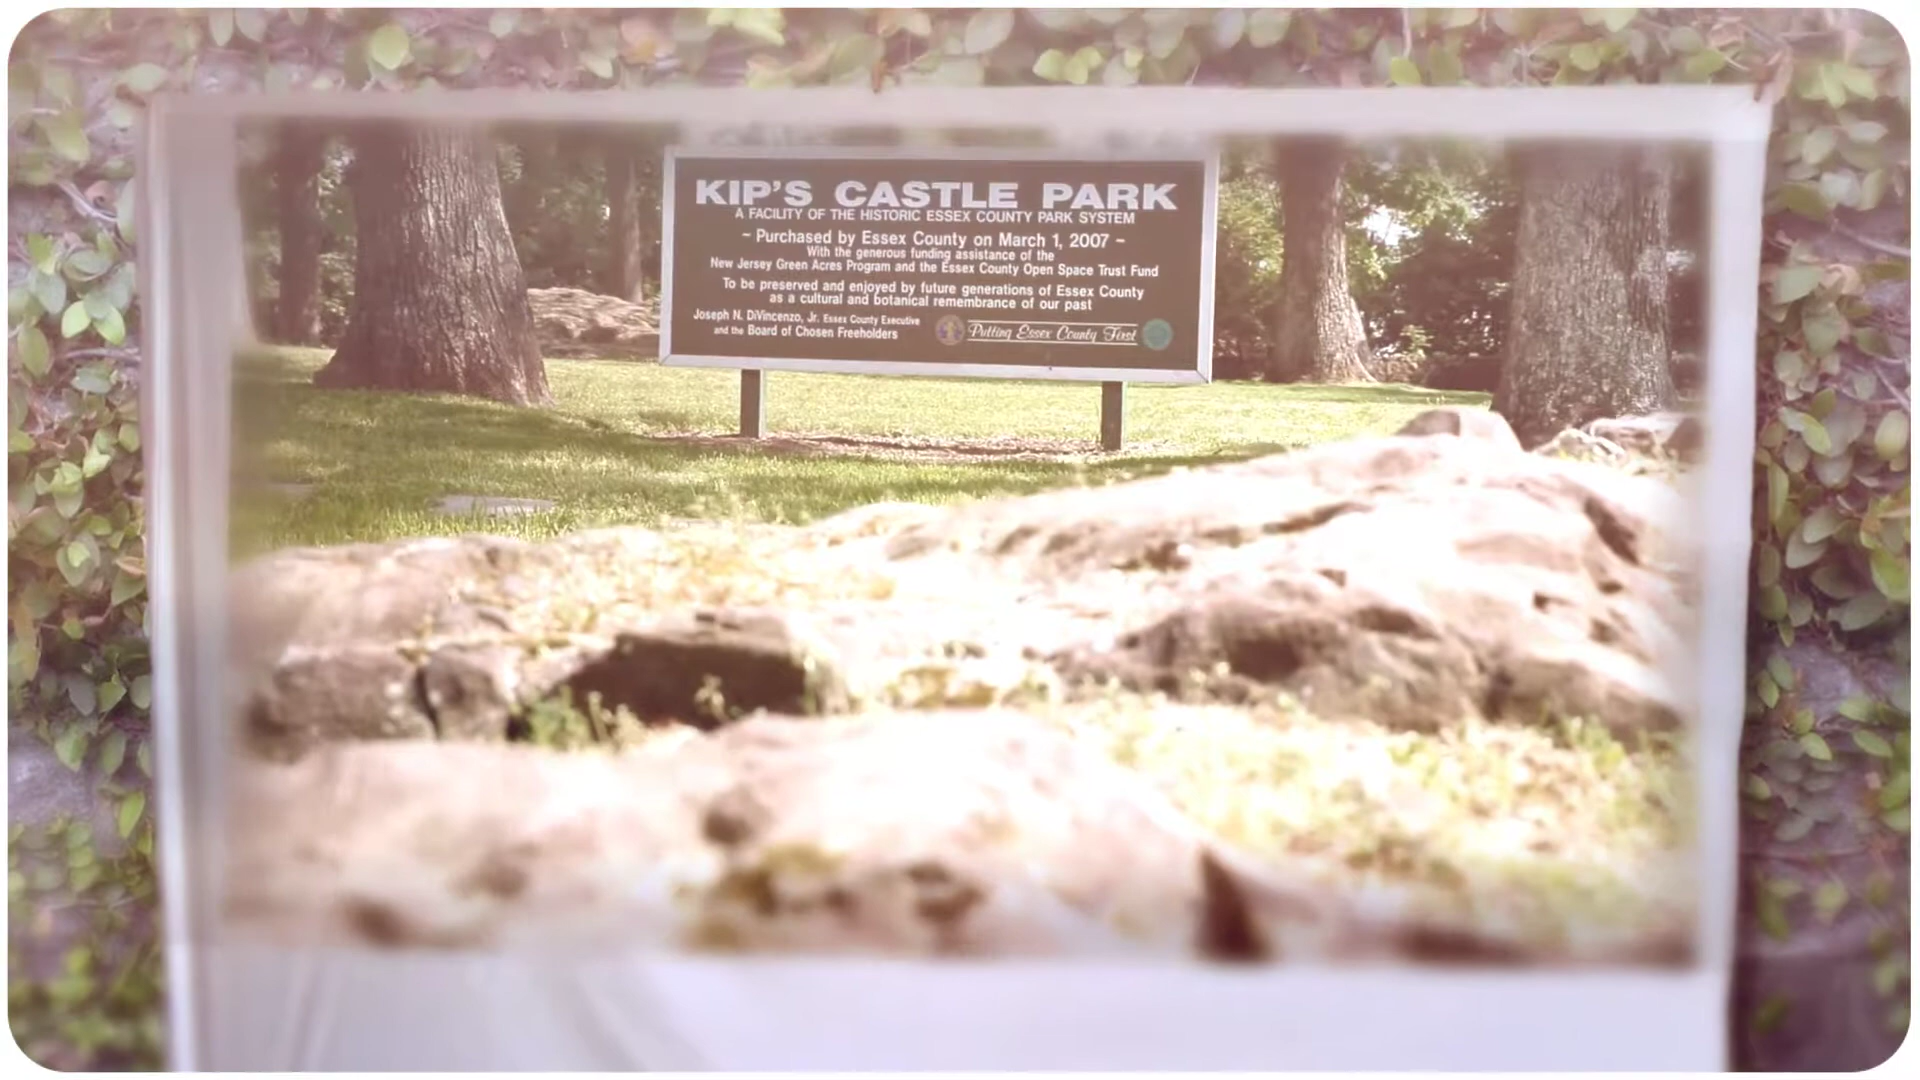 KIP'S CASTLE PARK
A FACILITY OF THE HISTORIC ESSEX COUNTY PARK SYSTEM
~ Purchased by Essex County on March 1, 2007 ~
With the generous funding assistance of the
New Jersey Green Acres Program and the Essex County Open Space Trust Fund
To be preserved and enjoyed by future generations of Essex County
as a cultural and botanical remembrance of our past
Joseph N. DiVincenzo, Jr. Essex County Executive
and the Board of Chosen Freeholders
Putting Essex County First